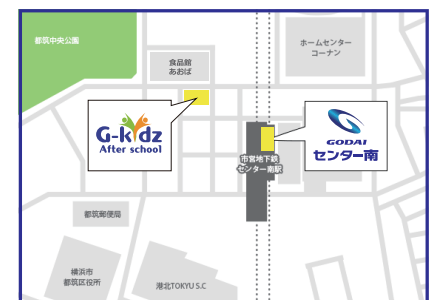 都筑中央公園
ホームセンター
コーナン
食品館
あおば
G-kidz
After school
GODAI
センター南
市営地下鉄
センター南駅
都筑郵便局
横浜市
都筑区役所
港北TOKYU S.C